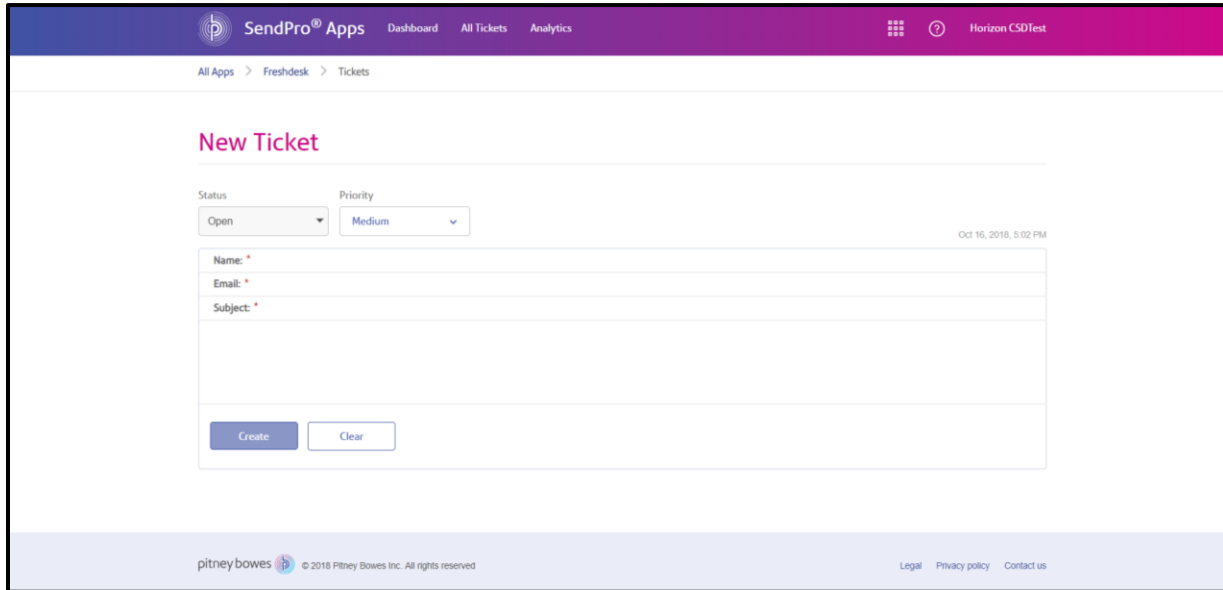 SendPro® Apps Dashboard All Tickets Analytics Horizon CSDTest
All Apps > Freshdesk > Tickets
New Ticket
Status Priority
Open Medium
Oct 16, 2018, 5:02 PM
Name: *
Email: *
Subject: *
Create Clear
pitney bowes © 2018 Pitney Bowes Inc. All rights reserved Legal Privacy policy Contact us